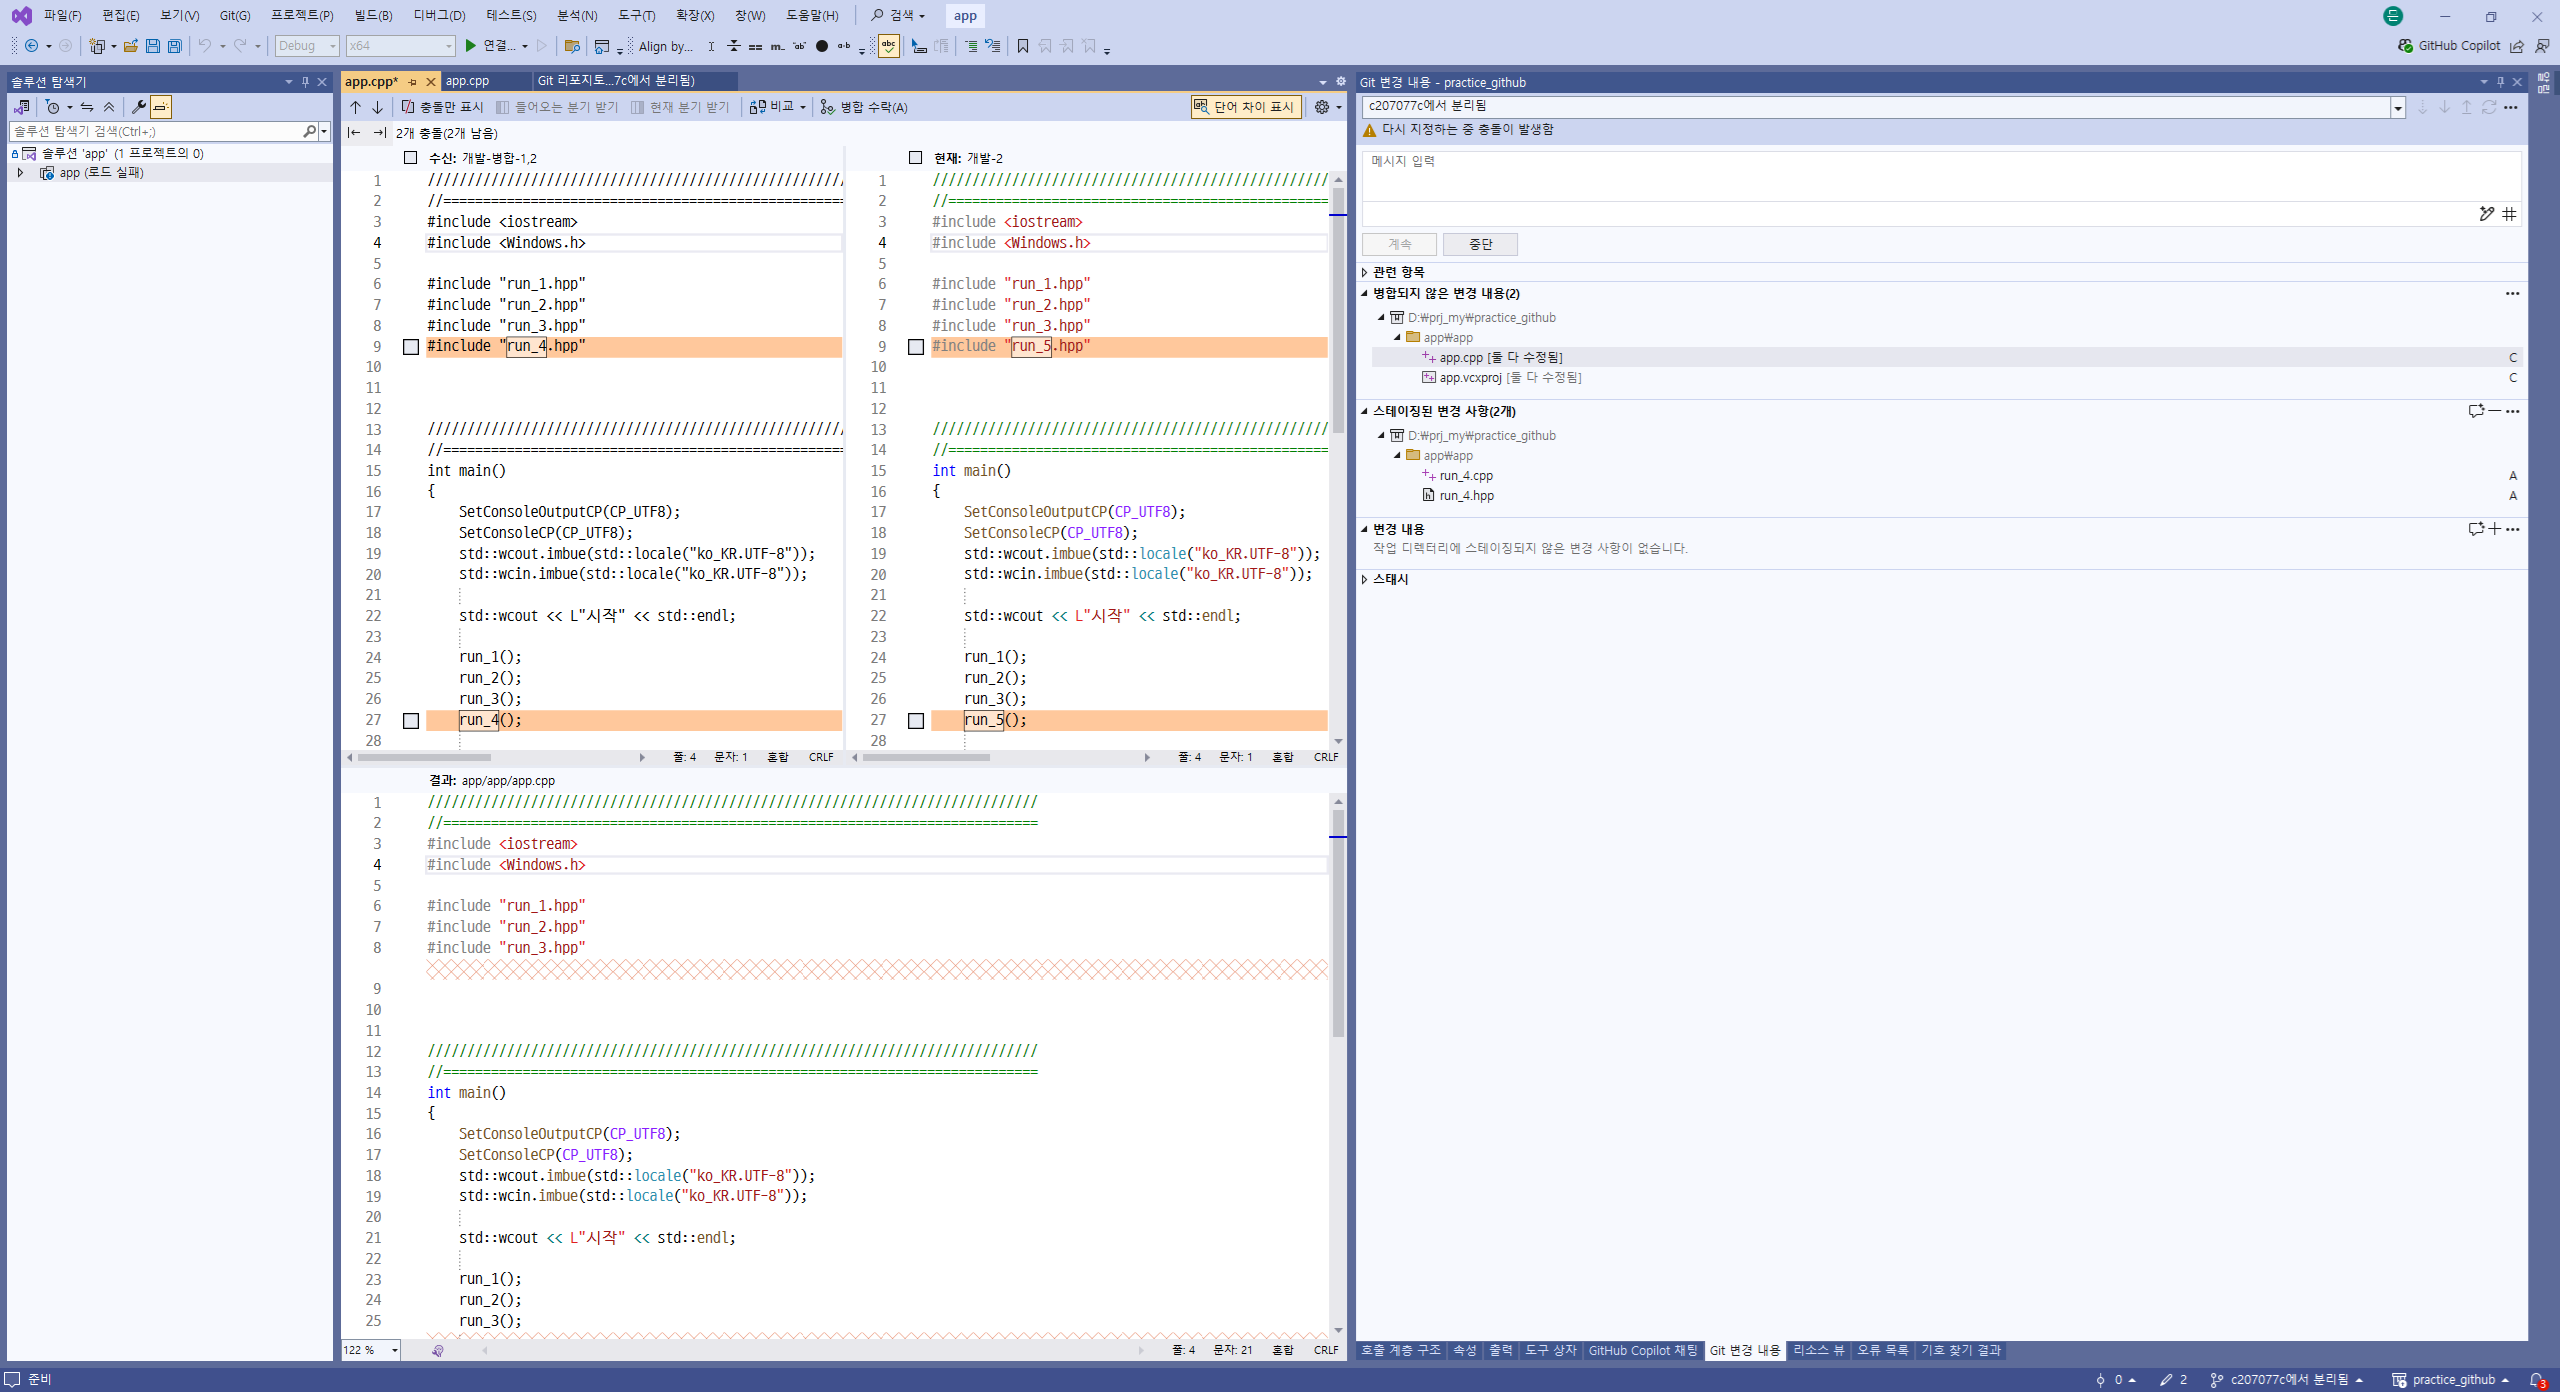 파일(F) 편집(E) 보기(V) Git(G) 프로젝트(P) 빌드(B) 디버그(D) 테스트(S) 분석(N) 도구(T) 확장(X) 창(W) 도움말(H) 검색 app 든
Debug x64 연결... Align by... GitHub Copilot
솔루션 탐색기
솔루션 탐색기 검색(Ctrl+;)
솔루션 'app' (1 프로젝트의 0)
app (로드 실패)
app.cpp* app.cpp Git 리포지토...7c에서 분리됨)
충돌만 표시 들어오는 분기 받기 현재 분기 받기 비교 병합 수락(A) 단어 차이 표시
2개 충돌(2개 남음)
수신: 개발-병합-1,2
1 ////////////////////////////////////////////////////
2 //==================================================
3 #include <iostream>
4 #include <Windows.h>
5
6 #include "run_1.hpp"
7 #include "run_2.hpp"
8 #include "run_3.hpp"
9 #include "run_4.hpp"
10
11
12
13 ////////////////////////////////////////////////////
14 //==================================================
15 int main()
16 {
17 SetConsoleOutputCP(CP_UTF8);
18 SetConsoleCP(CP_UTF8);
19 std::wcout.imbue(std::locale("ko_KR.UTF-8"));
20 std::wcin.imbue(std::locale("ko_KR.UTF-8"));
21
22 std::wcout << L"시작" << std::endl;
23
24 run_1();
25 run_2();
26 run_3();
27 run_4();
28
줄: 4 문자: 1 혼합 CRLF
현재: 개발-2
1 //////////////////////////////////////////////////
2 //================================================
3 #include <iostream>
4 #include <Windows.h>
5
6 #include "run_1.hpp"
7 #include "run_2.hpp"
8 #include "run_3.hpp"
9 #include "run_5.hpp"
10
11
12
13 //////////////////////////////////////////////////
14 //================================================
15 int main()
16 {
17 SetConsoleOutputCP(CP_UTF8);
18 SetConsoleCP(CP_UTF8);
19 std::wcout.imbue(std::locale("ko_KR.UTF-8"));
20 std::wcin.imbue(std::locale("ko_KR.UTF-8"));
21
22 std::wcout << L"시작" << std::endl;
23
24 run_1();
25 run_2();
26 run_3();
27 run_5();
28
줄: 4 문자: 1 혼합 CRLF
결과: app/app/app.cpp
1 /////////////////////////////////////////////////////////////////////////////
2 //===========================================================================
3 #include <iostream>
4 #include <Windows.h>
5
6 #include "run_1.hpp"
7 #include "run_2.hpp"
8 #include "run_3.hpp"
9
10
11
12 /////////////////////////////////////////////////////////////////////////////
13 //===========================================================================
14 int main()
15 {
16 SetConsoleOutputCP(CP_UTF8);
17 SetConsoleCP(CP_UTF8);
18 std::wcout.imbue(std::locale("ko_KR.UTF-8"));
19 std::wcin.imbue(std::locale("ko_KR.UTF-8"));
20
21 std::wcout << L"시작" << std::endl;
22
23 run_1();
24 run_2();
25 run_3();
122 % 줄: 4 문자: 21 혼합 CRLF
Git 변경 내용 - practice_github
c207077c에서 분리됨
다시 지정하는 중 충돌이 발생함
메시지 입력
계속 중단
관련 항목
병합되지 않은 변경 내용(2)
D:₩prj_my₩practice_github
app₩app
app.cpp [둘 다 수정됨] C
app.vcxproj [둘 다 수정됨] C
스테이징된 변경 사항(2개)
D:₩prj_my₩practice_github
app₩app
run_4.cpp A
run_4.hpp A
변경 내용
작업 디렉터리에 스테이징되지 않은 변경 사항이 없습니다.
스태시
호출 계층 구조 속성 출력 도구 상자 GitHub Copilot 채팅 Git 변경 내용 리소스 뷰 오류 목록 기호 찾기 결과
알림
준비 0 2 c207077c에서 분리됨 practice_github 3